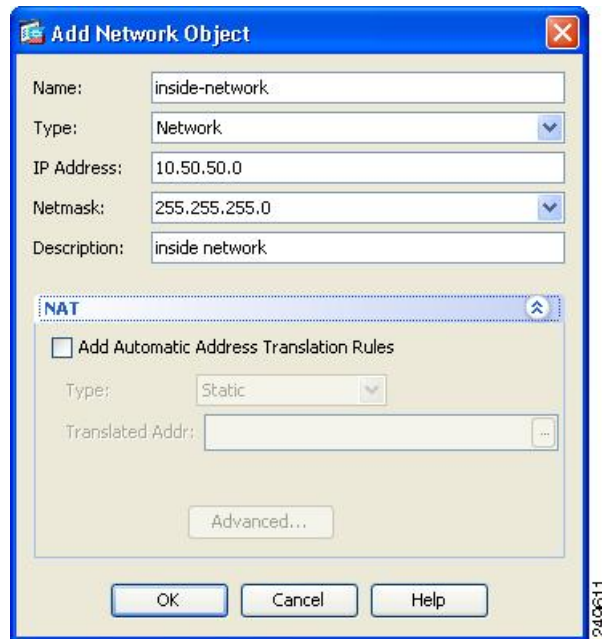 Add Network Object
Name: inside-network
Type: Network
IP Address: 10.50.50.0
Netmask: 255.255.255.0
Description: inside network
NAT
Add Automatic Address Translation Rules
Type: Static
Translated Addr: ...
Advanced...
OK Cancel Help
249611